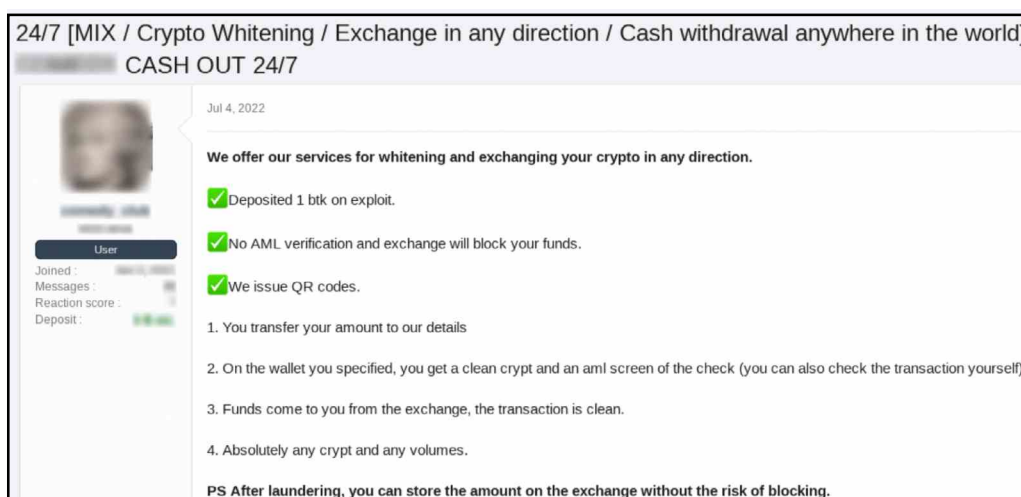 24/7 [MIX / Crypto Whitening / Exchange in any direction / Cash withdrawal anywhere in the world]
CASH OUT 24/7
Jul 4, 2022
We offer our services for whitening and exchanging your crypto in any direction.
✅Deposited 1 btk on exploit.
✅No AML verification and exchange will block your funds.
✅We issue QR codes.
User
Joined :
Messages :
Reaction score :
Deposit :
1. You transfer your amount to our details
2. On the wallet you specified, you get a clean crypt and an aml screen of the check (you can also check the transaction yourself)
3. Funds come to you from the exchange, the transaction is clean.
4. Absolutely any crypt and any volumes.
PS After laundering, you can store the amount on the exchange without the risk of blocking.